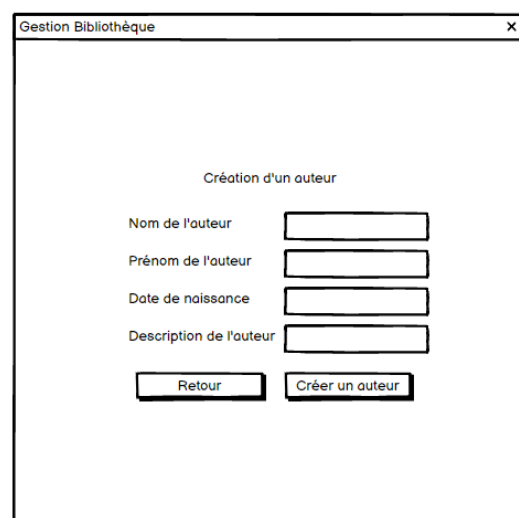 Gestion Bibliothèque
Création d'un auteur
Nom de l'auteur
Prénom de l'auteur
Date de naissance
Description de l'auteur
Retour
Créer un auteur